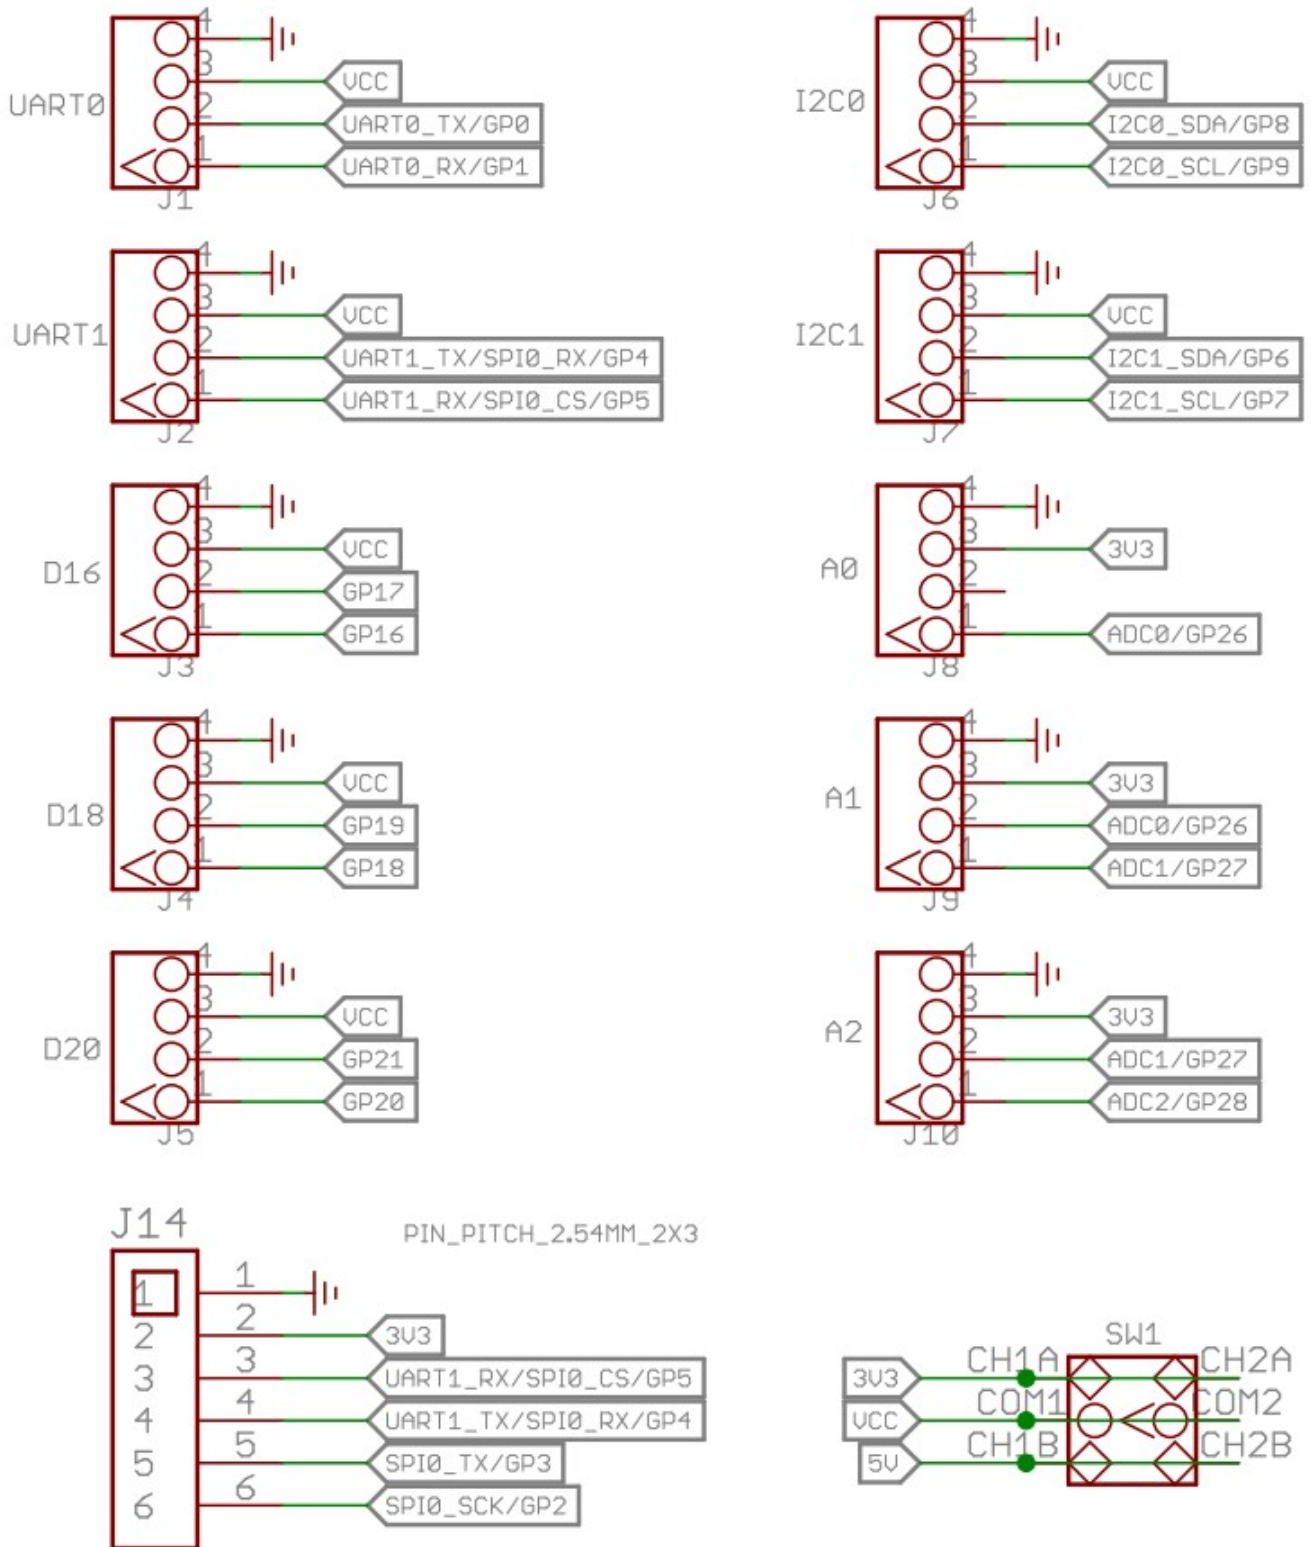 4
3
VCC
UART0
2
UART0_TX/GP0
1
UART0_RX/GP1
J1
4
3
VCC
I2C0
2
I2C0_SDA/GP8
1
I2C0_SCL/GP9
J6
4
3
VCC
UART1
2
UART1_TX/SPI0_RX/GP4
1
UART1_RX/SPI0_CS/GP5
J2
4
3
VCC
I2C1
2
I2C1_SDA/GP6
1
I2C1_SCL/GP7
J7
4
3
VCC
D16
2
GP17
1
GP16
J3
4
3
3V3
A0
2
1
ADC0/GP26
J8
4
3
VCC
D18
2
GP19
1
GP18
J4
4
3
3V3
A1
2
ADC0/GP26
1
ADC1/GP27
J9
4
3
VCC
D20
2
GP21
1
GP20
J5
4
3
3V3
A2
2
ADC1/GP27
1
ADC2/GP28
J10
J14
PIN_PITCH_2.54MM_2X3
1 1
2 2 3V3
3 3 UART1_RX/SPI0_CS/GP5
4 4 UART1_TX/SPI0_RX/GP4
5 5 SPI0_TX/GP3
6 6 SPI0_SCK/GP2
SW1
3V3 CH1A CH2A
VCC COM1 COM2
5V CH1B CH2B